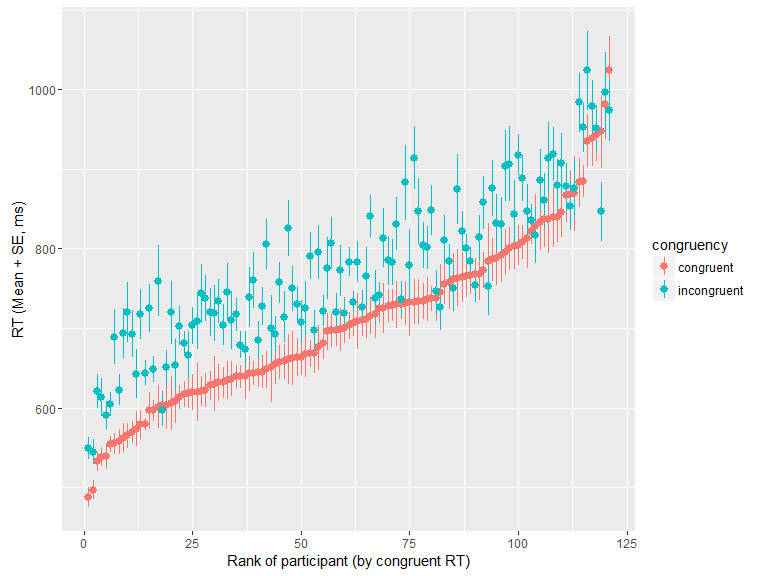 1000
800
600
RT (Mean + SE, ms)
0
25
50
75
100
125
Rank of participant (by congruent RT)
congruency
congruent
incongruent